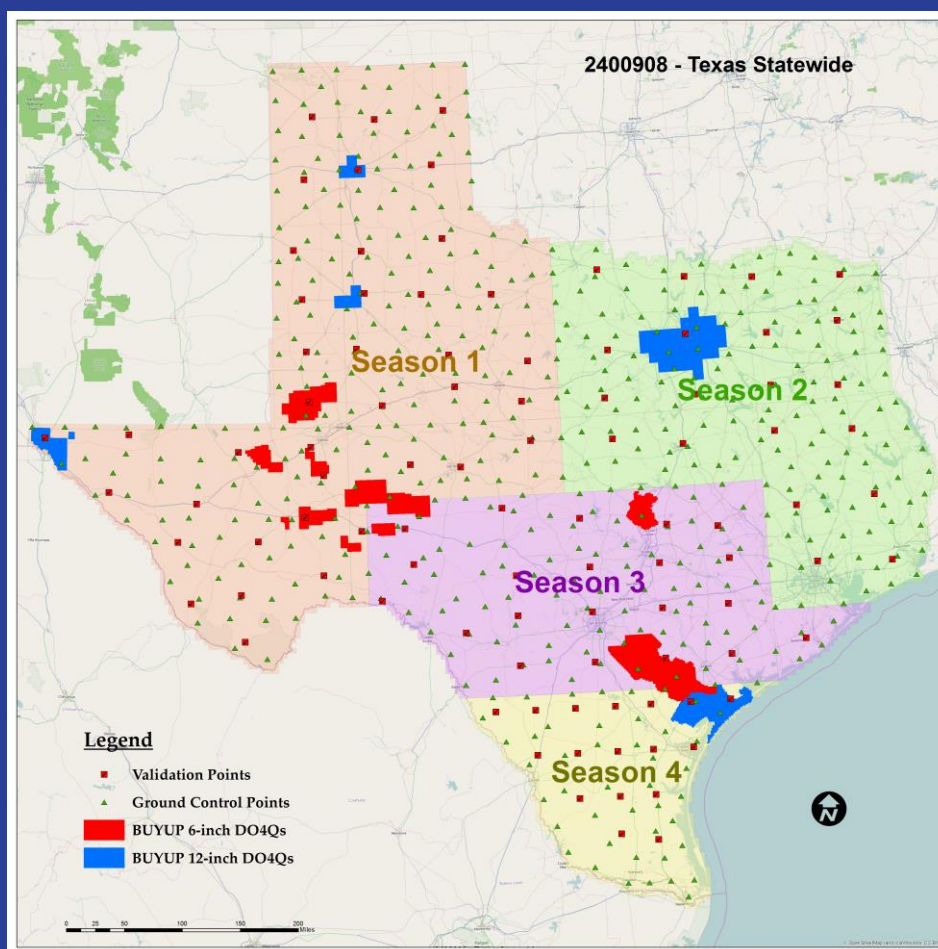 2400908 - Texas Statewide
Season 1
Season 2
Season 3
Season 4
Legend
Validation Points
Ground Control Points
BUYUP 6-inch DO4Qs
BUYUP 12-inch DO4Qs
N
0 25 50 100 150 200
Miles